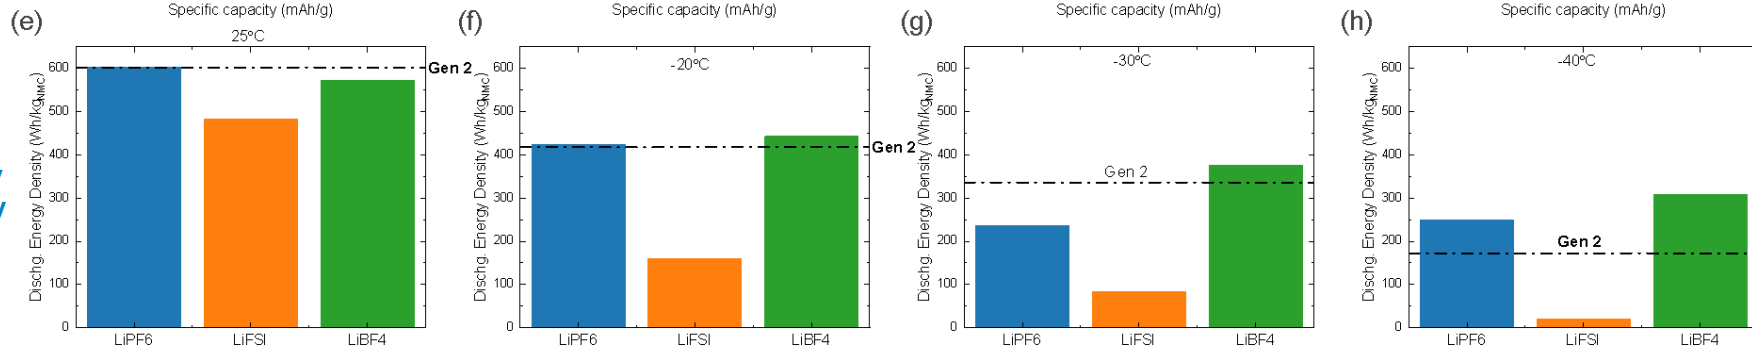 (e)
Specific capacity (mAh/g)
25°C
Gen 2
Dischg. Energy Density (Wh/kgNMC)
600
500
400
300
200
100
0
LiPF6
LiFSI
LiBF4
(f)
Specific capacity (mAh/g)
-20°C
Gen 2
Dischg. Energy Density (Wh/kgNMC)
600
500
400
300
200
100
0
LiPF6
LiFSI
LiBF4
(g)
Specific capacity (mAh/g)
-30°C
Gen 2
Dischg. Energy Density (Wh/kgNMC)
600
500
400
300
200
100
0
LiPF6
LiFSI
LiBF4
(h)
Specific capacity (mAh/g)
-40°C
Gen 2
Dischg. Energy Density (Wh/kgNMC)
600
500
400
300
200
100
0
LiPF6
LiFSI
LiBF4